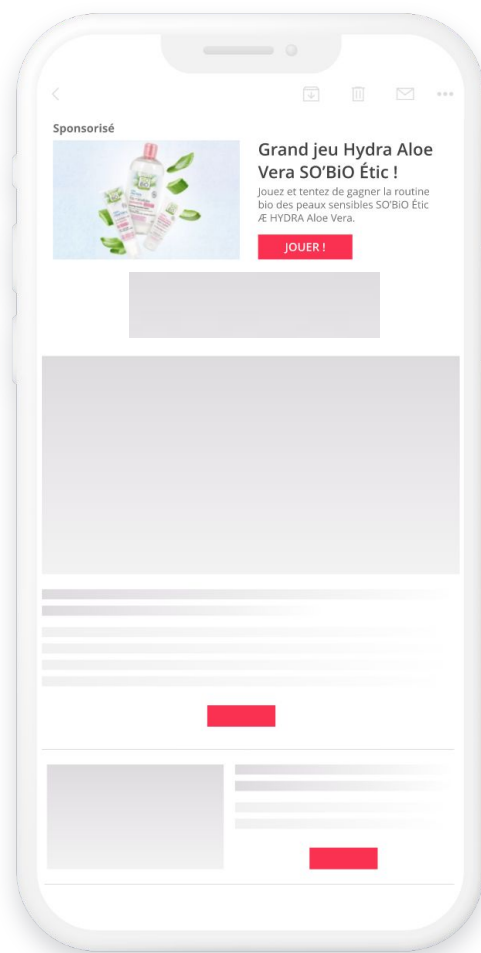 Sponsorisé
Grand jeu Hydra Aloe
Vera SO’BiO Étic !
Jouez et tentez de gagner la routine
bio des peaux sensibles SO’BiO Étic
Æ HYDRA Aloe Vera.
JOUER !